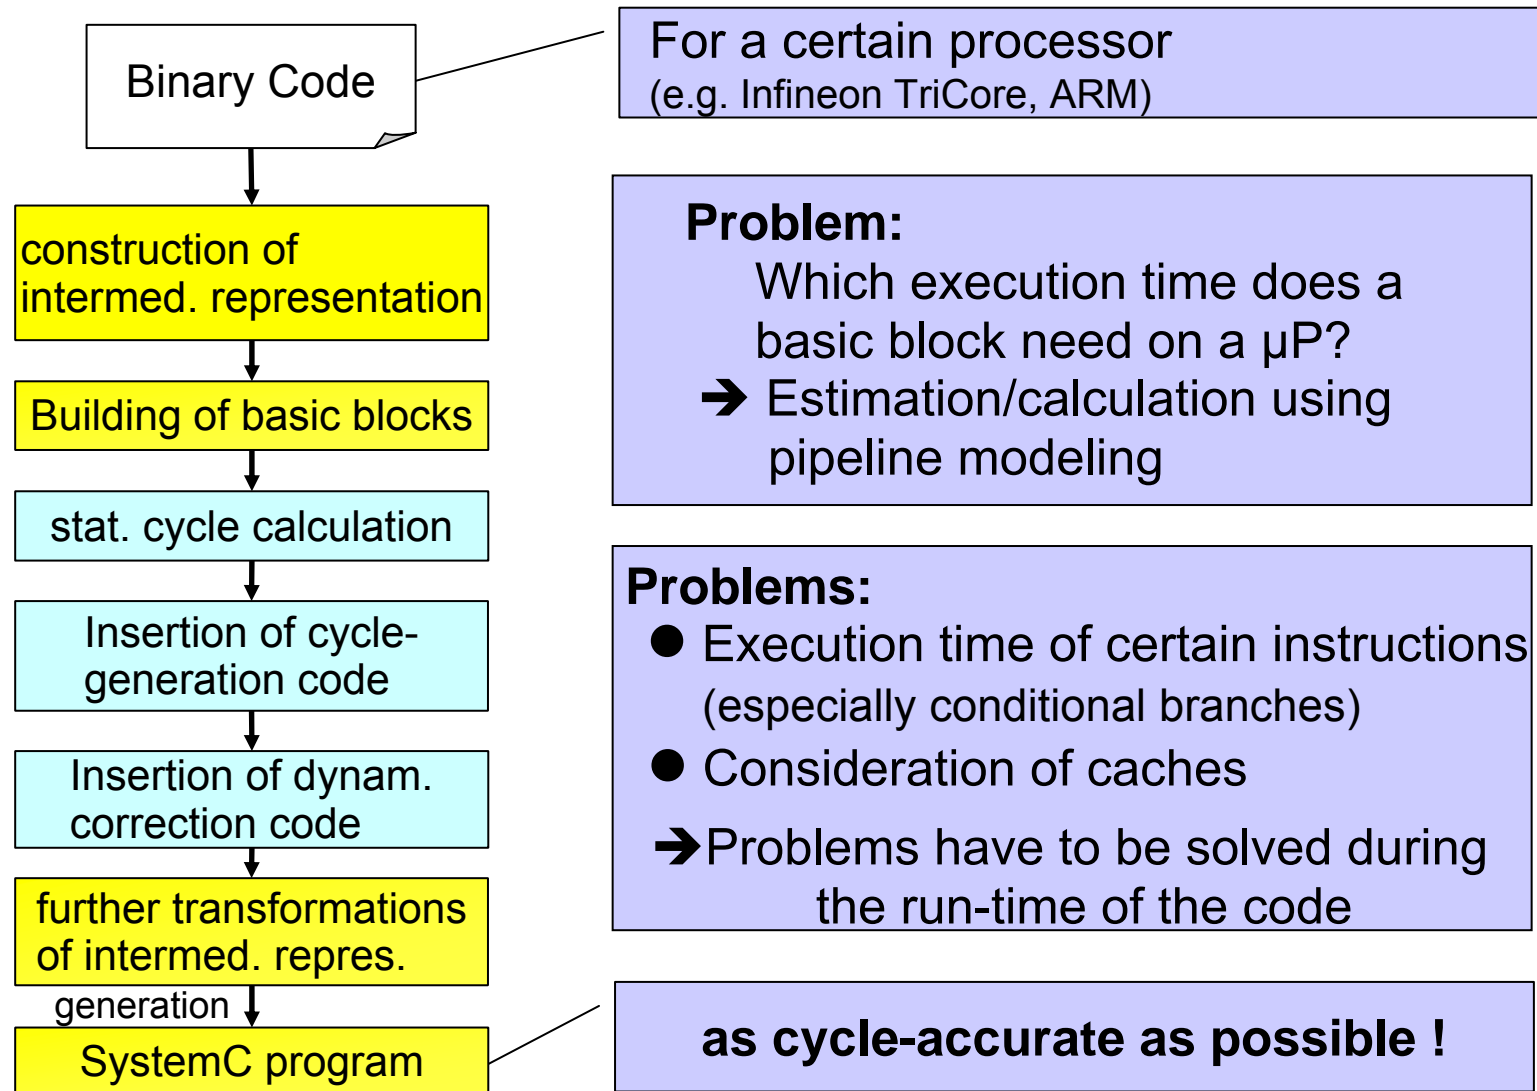 Binary Code
For a certain processor
(e.g. Infineon TriCore, ARM)
construction of
intermed. representation
Building of basic blocks
stat. cycle calculation
Insertion of cycle-
generation code
Insertion of dynam.
correction code
further transformations
of intermed. repres.
generation
SystemC program
Problem:
Which execution time does a
basic block need on a µP?
➔ Estimation/calculation using
pipeline modeling
Problems:
● Execution time of certain instructions
(especially conditional branches)
● Consideration of caches
➔Problems have to be solved during
the run-time of the code
as cycle-accurate as possible !